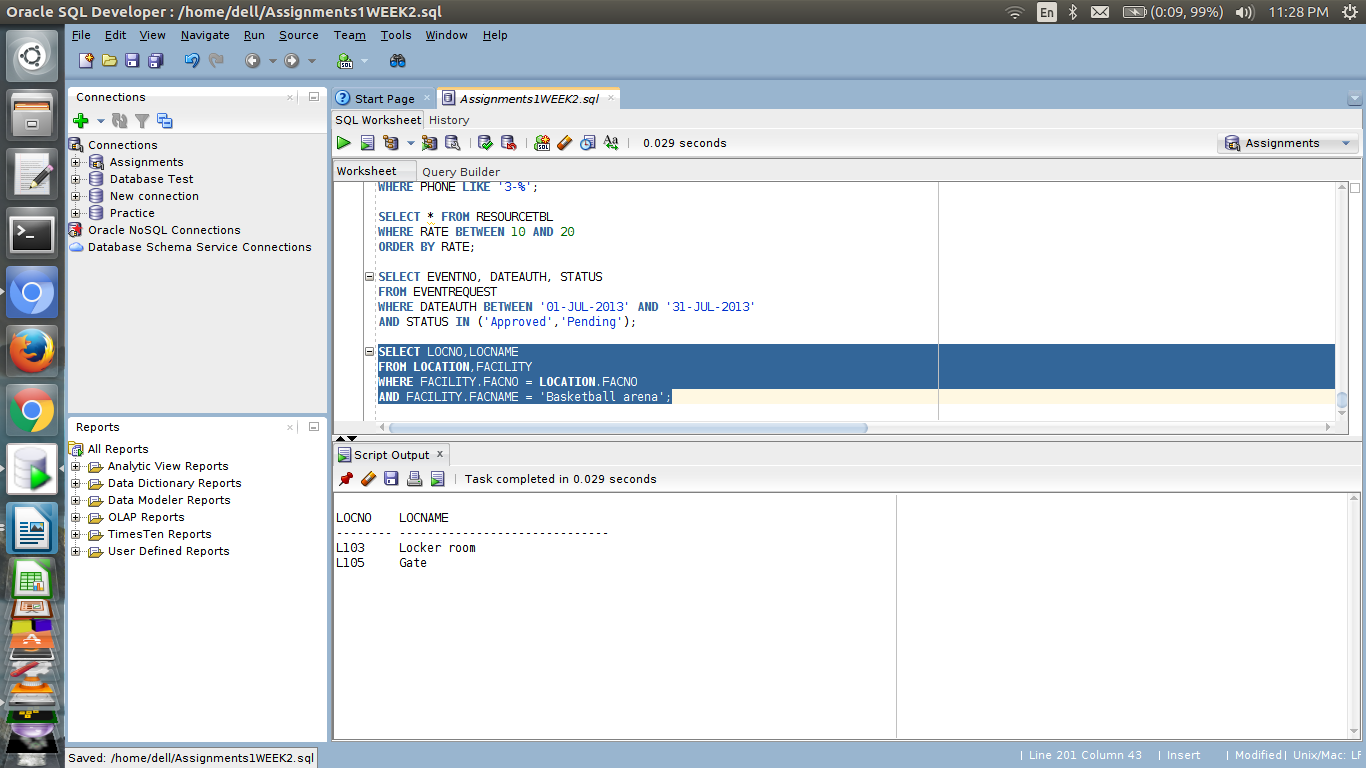 Oracle SQL Developer : /home/dell/Assignments1WEEK2.sql
En
(0:09, 99%)
11:28 PM
File Edit View Navigate Run Source Team Tools Window Help
Connections
Connections
Assignments
Database Test
New connection
Practice
Oracle NoSQL Connections
Database Schema Service Connections
Reports
All Reports
Analytic View Reports
Data Dictionary Reports
Data Modeler Reports
OLAP Reports
TimesTen Reports
User Defined Reports
Start Page
Assignments1WEEK2.sql
SQL Worksheet History
0.029 seconds
Assignments
Worksheet Query Builder
WHERE PHONE LIKE '3-%';
SELECT * FROM RESOURCETBL
WHERE RATE BETWEEN 10 AND 20
ORDER BY RATE;
SELECT EVENTNO, DATEAUTH, STATUS
FROM EVENTREQUEST
WHERE DATEAUTH BETWEEN '01-JUL-2013' AND '31-JUL-2013'
AND STATUS IN ('Approved','Pending');
SELECT LOCNO,LOCNAME
FROM LOCATION,FACILITY
WHERE FACILITY.FACNO = LOCATION.FACNO
AND FACILITY.FACNAME = 'Basketball arena';
Script Output
Task completed in 0.029 seconds
LOCNO LOCNAME
-------- ------------------------------
L103 Locker room
L105 Gate
Saved: /home/dell/Assignments1WEEK2.sql
Line 201 Column 43 | Insert | Modified | Unix/Mac: LF